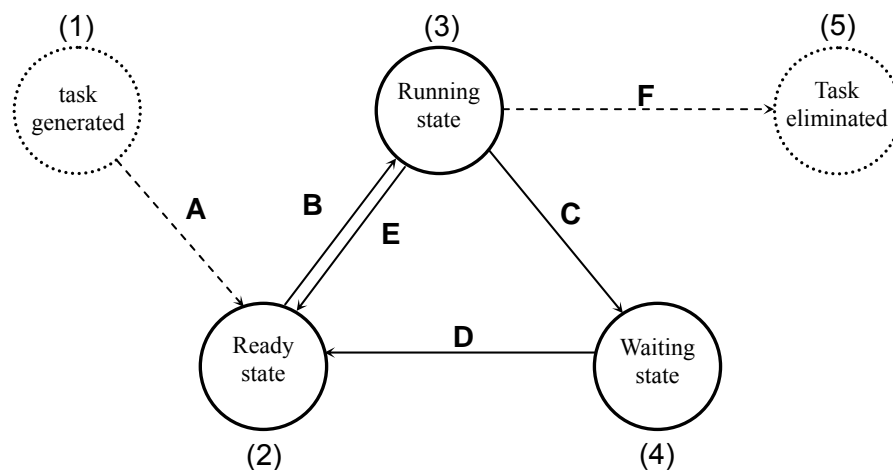 (1)
task
generated
(3)
Running
state
(5)
Task
eliminated
F
A
B
E
C
D
Ready
state
(2)
Waiting
state
(4)